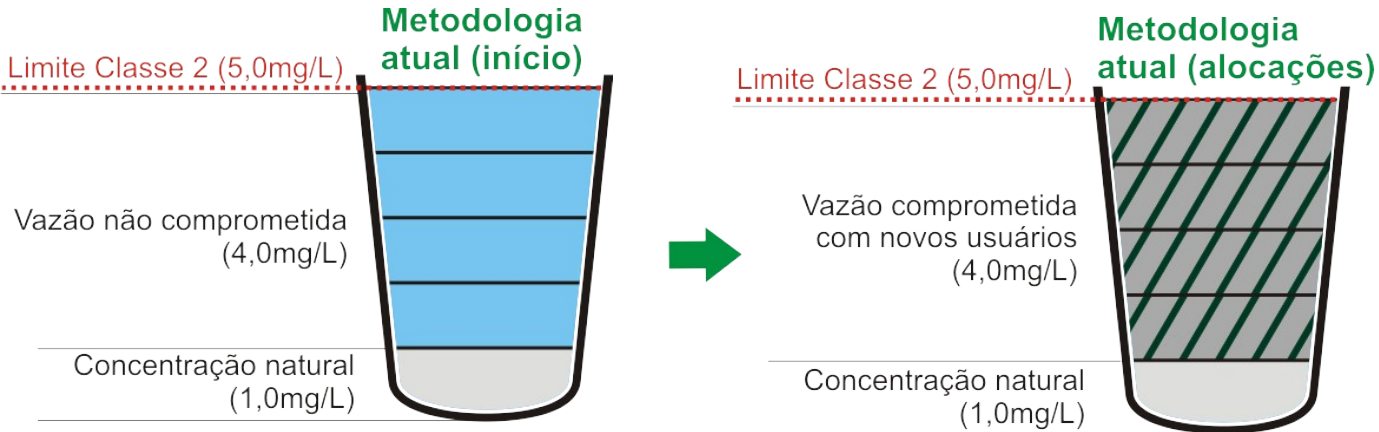 Metodologia
atual (início)
Limite Classe 2 (5,0mg/L)
Vazão não comprometida
(4,0mg/L)
Concentração natural
(1,0mg/L)
Metodologia
atual (alocações)
Limite Classe 2 (5,0mg/L)
Vazão comprometida
com novos usuários
(4,0mg/L)
Concentração natural
(1,0mg/L)